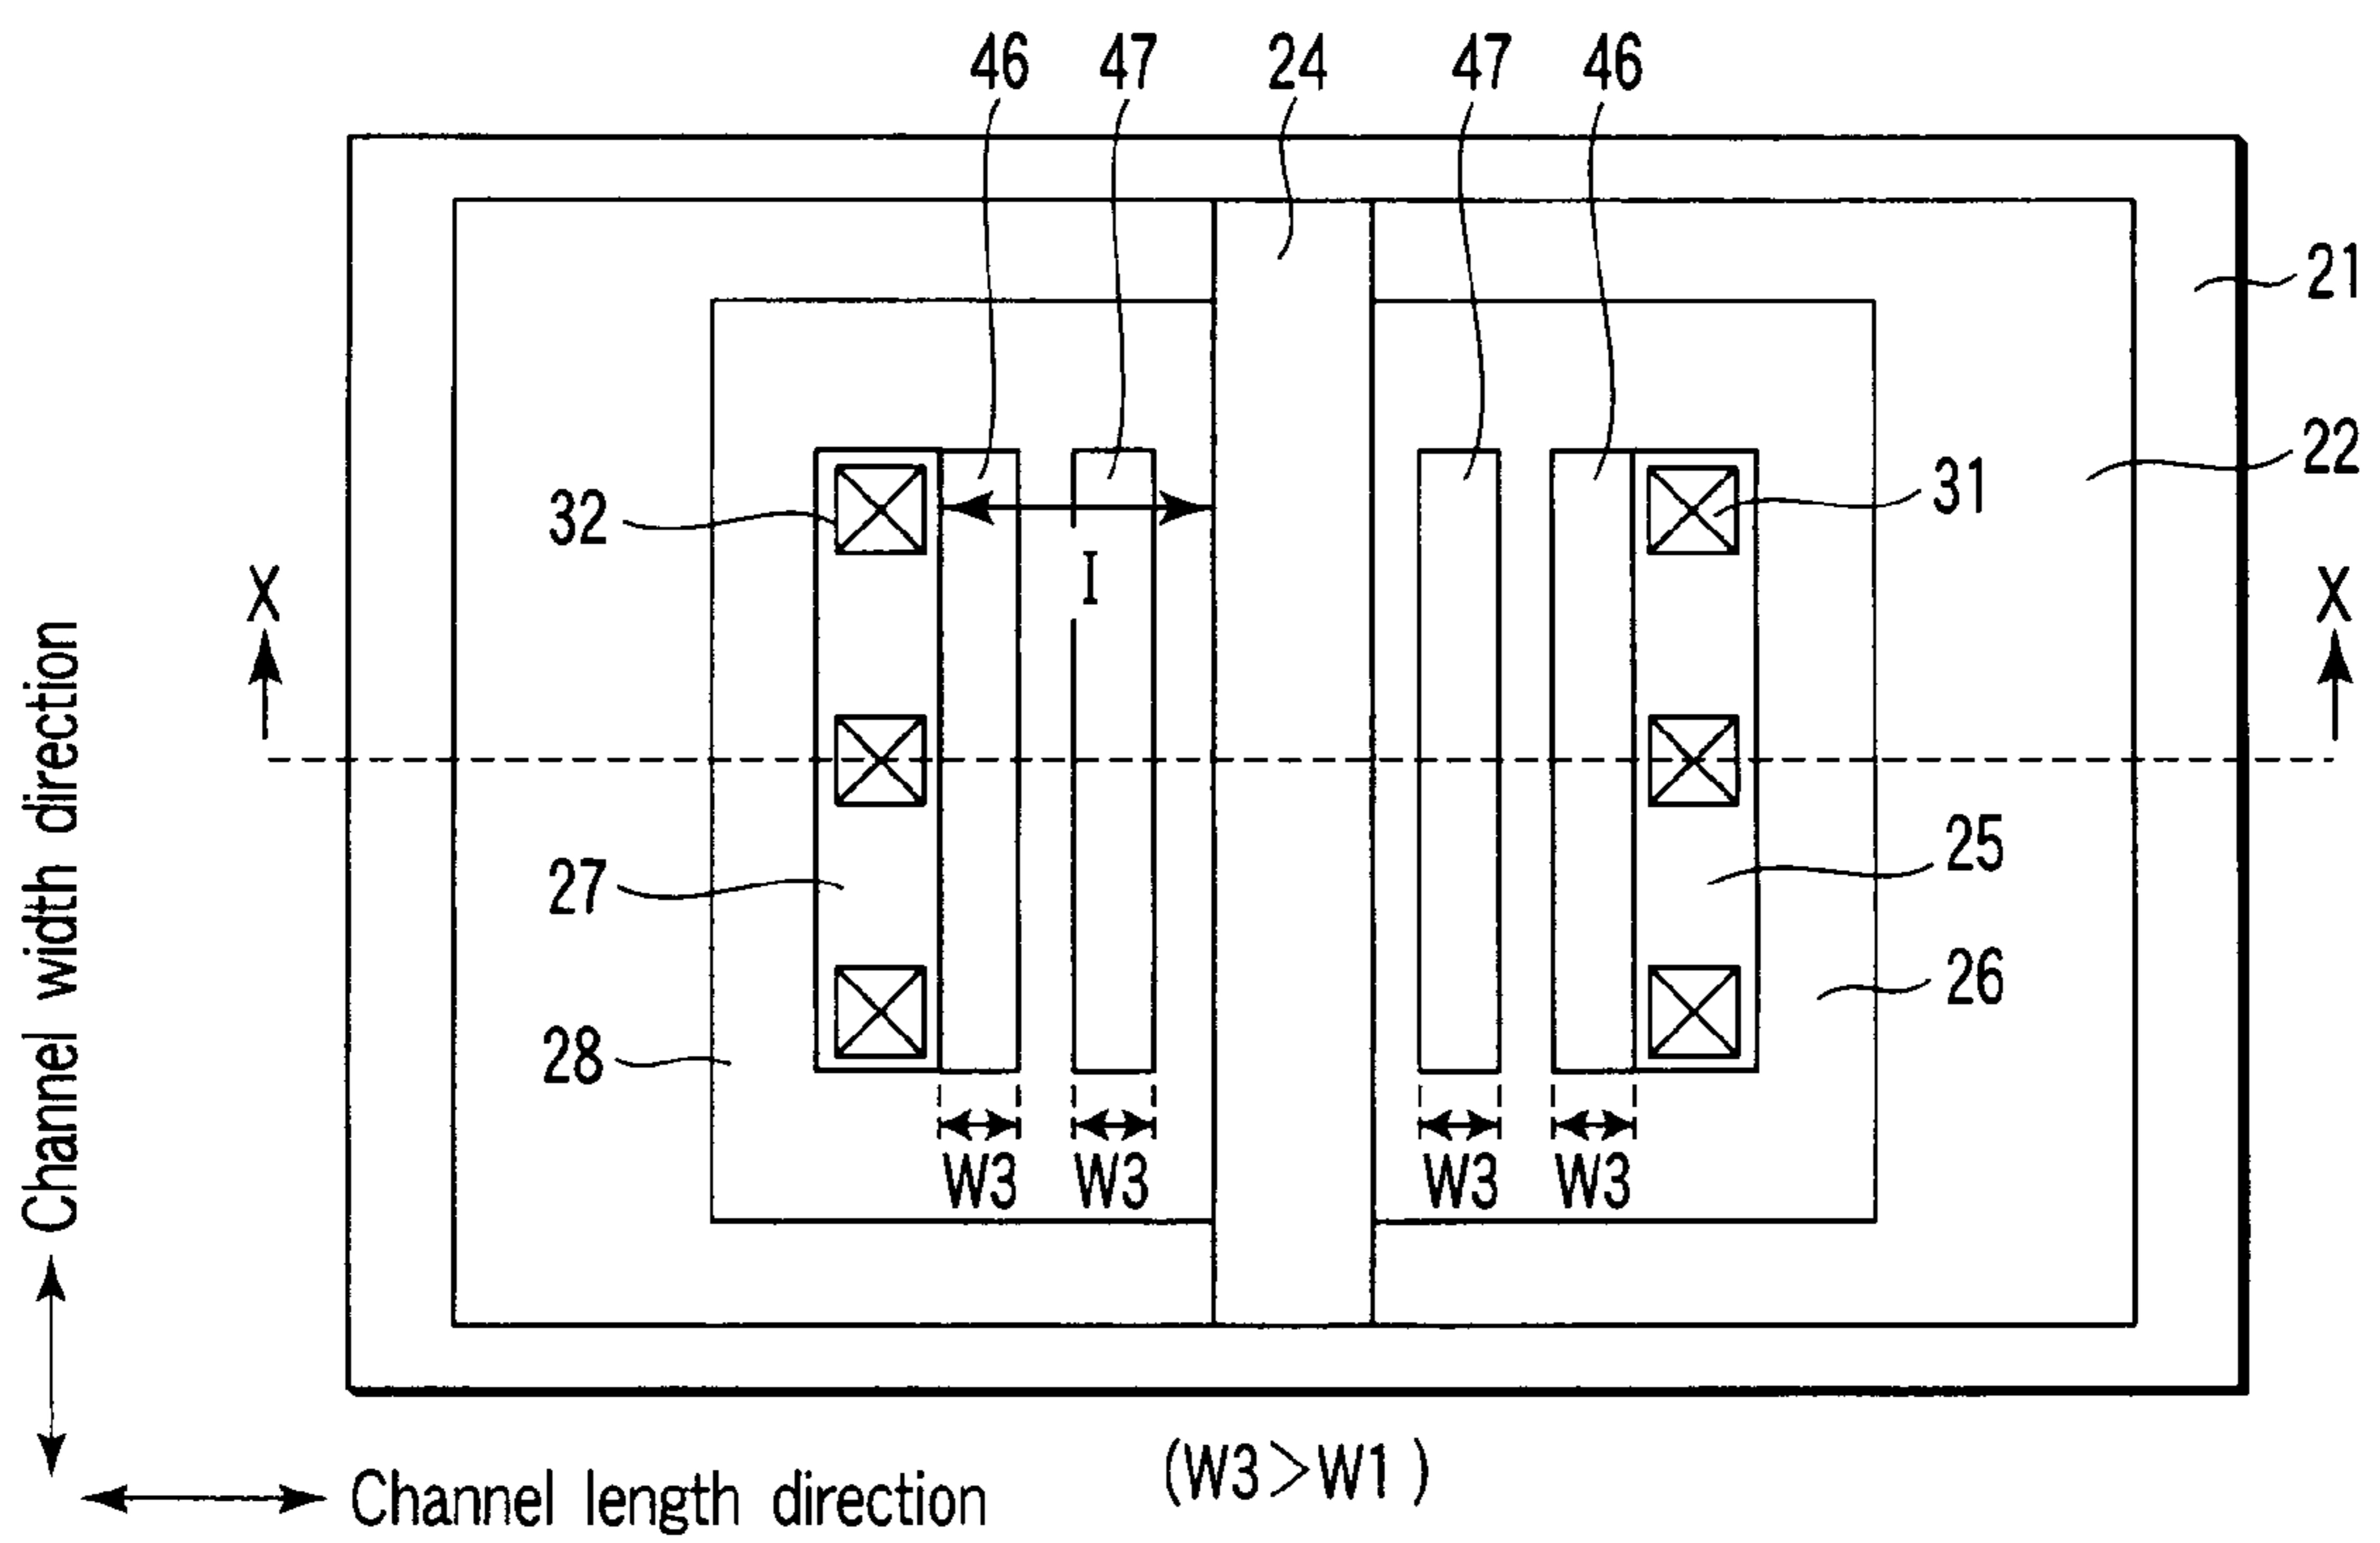 46 47 24 47 46
21
22
32 31
I
X X
27 25
26
28
W3 W3 W3 W3
Channel width direction
(W3>W1)
Channel length direction